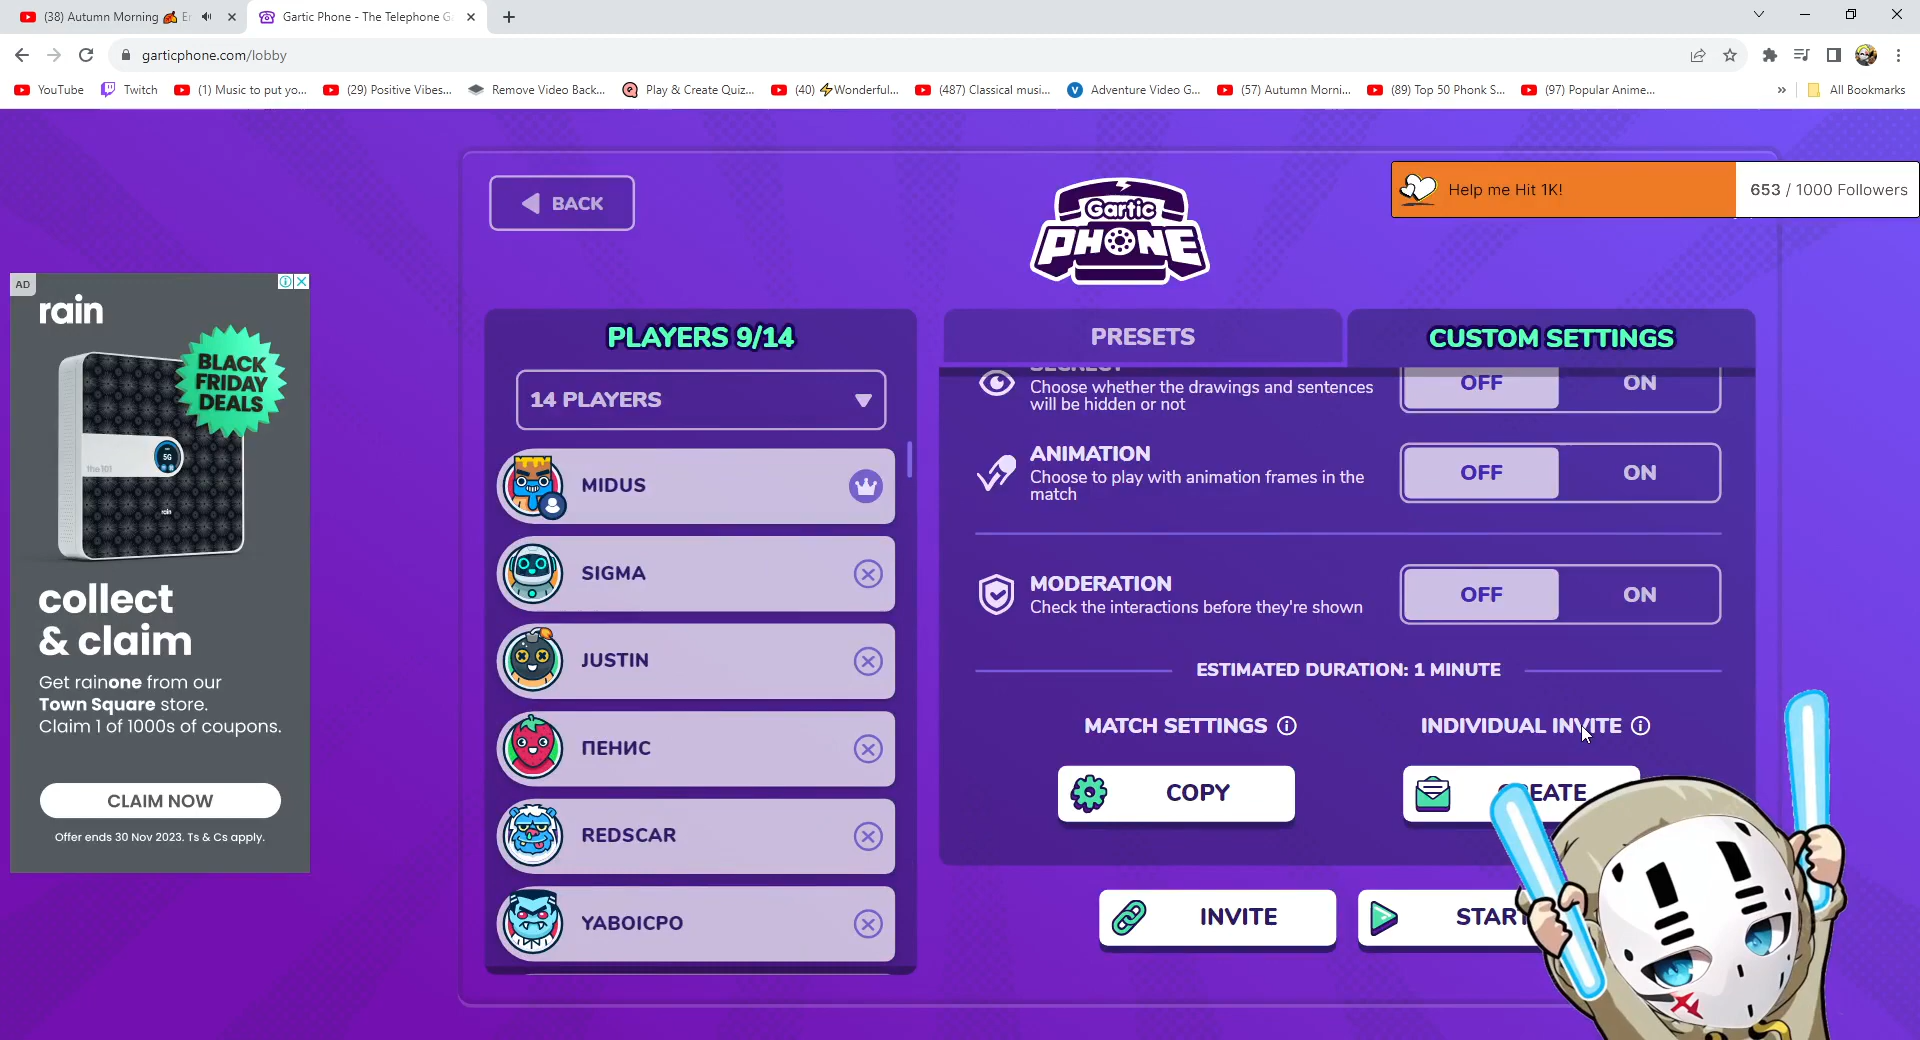 (38) Autumn Morning 🍂 Er
Gartic Phone - The Telephone G
garticphone.com/lobby
YouTube
Twitch
(1) Music to put yo...
(29) Positive Vibes...
Remove Video Back...
Play & Create Quiz...
(40) ⚡Wonderful...
(487) Classical musi...
Adventure Video G...
(57) Autumn Morni...
(89) Top 50 Phonk S...
(97) Popular Anime...
»
All Bookmarks
BACK
Gartic
PHONE
Help me Hit 1K!
653 / 1000 Followers
AD
rain
BLACK
FRIDAY
DEALS
5G
the 101
rain
collect
& claim
Get rainone from our
Town Square store.
Claim 1 of 1000s of coupons.
CLAIM NOW
Offer ends 30 Nov 2023. Ts & Cs apply.
PLAYERS 9/14
14 PLAYERS
MIDUS
SIGMA
JUSTIN
ПЕНИС
REDSCAR
YABOICPO
PRESETS
CUSTOM SETTINGS
Choose whether the drawings and sentences
will be hidden or not
OFF
ON
ANIMATION
Choose to play with animation frames in the
match
OFF
ON
MODERATION
Check the interactions before they're shown
OFF
ON
ESTIMATED DURATION: 1 MINUTE
MATCH SETTINGS
INDIVIDUAL INVITE
COPY
CREATE
INVITE
START